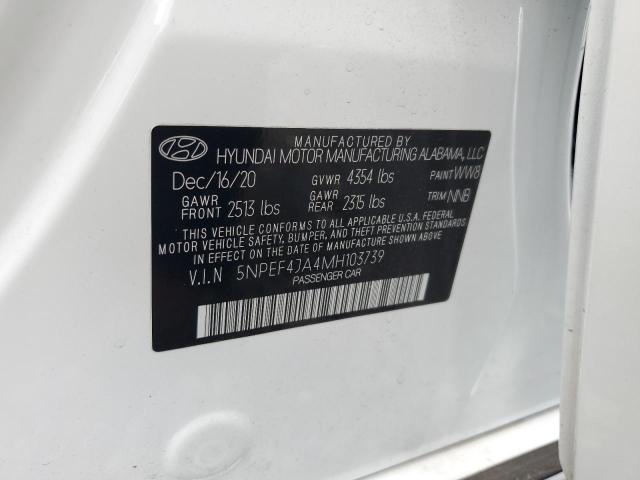 MANUFACTURED BY
HYUNDAI MOTOR MANUFACTURING ALABAMA, LLC
Dec/16/20 GVWR 4354 lbs PAINT WW8
GAWR FRONT 2513 lbs GAWR REAR 2315 lbs TRIM NNB
THIS VEHICLE CONFORMS TO ALL APPLICABLE U.S.A. FEDERAL
MOTOR VEHICLE SAFETY, BUMPER, AND THEFT PREVENTION
STANDARDS IN EFFECT ON THE DATE OF MANUFACTURE SHOWN ABOVE.
V.I.N 5NPEF4JA4MH103739
PASSENGER CAR